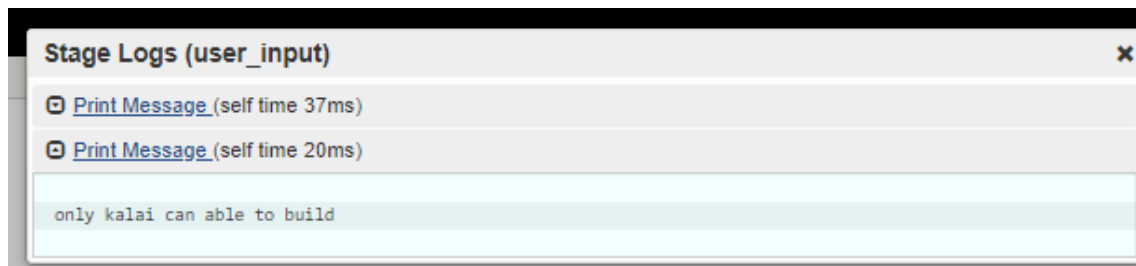 Stage Logs (user_input)
Print Message (self time 37ms)
Print Message (self time 20ms)
only kalai can able to build